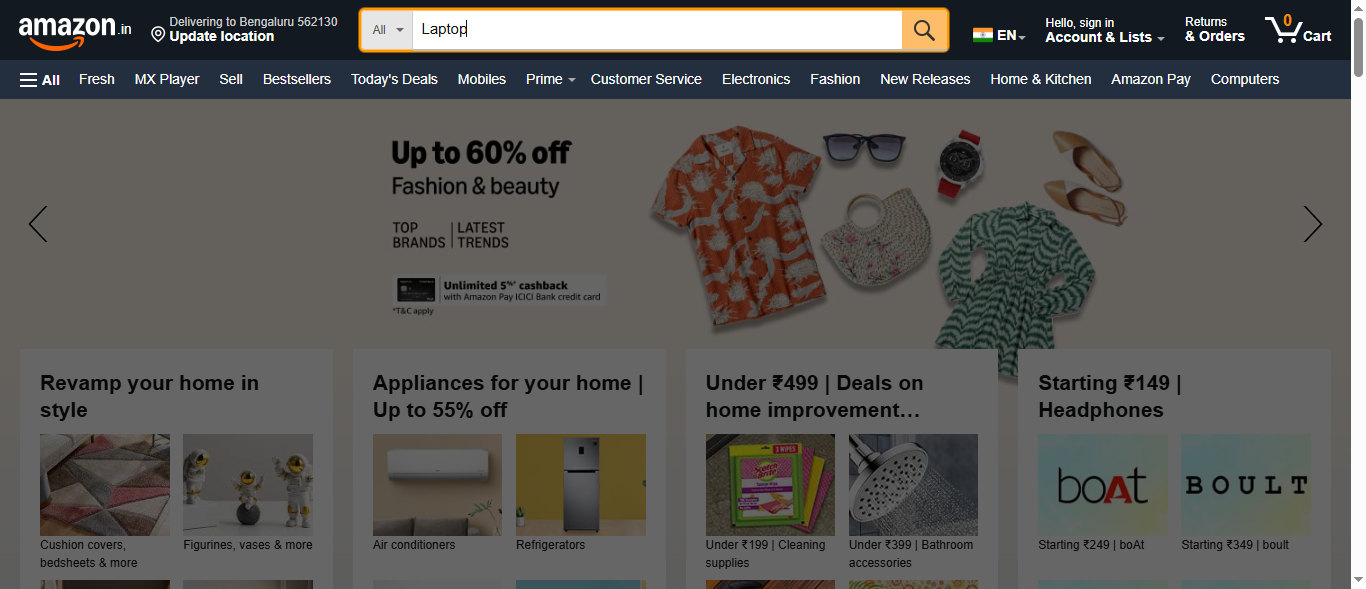 amazon.in
Delivering to Bengaluru 562130
Update location
All
Laptop
EN
Hello, sign in
Account & Lists
Returns
& Orders
0
Cart
All
Fresh
MX Player
Sell
Bestsellers
Today's Deals
Mobiles
Prime
Customer Service
Electronics
Fashion
New Releases
Home & Kitchen
Amazon Pay
Computers
Up to 60% off
Fashion & beauty
TOP
BRANDS
LATEST
TRENDS
Unlimited 5%* cashback
with Amazon Pay ICICI Bank credit card
*T&C apply
Revamp your home in
style
Cushion covers,
bedsheets & more
Figurines, vases & more
Appliances for your home |
Up to 55% off
Air conditioners
Refrigerators
Under ₹499 | Deals on
home improvement…
3 WIPES
Scotch
Brite
Under ₹199 | Cleaning
supplies
Under ₹399 | Bathroom
accessories
Starting ₹149 |
Headphones
boAt
Starting ₹249 | boAt
BOULT
Starting ₹349 | boult